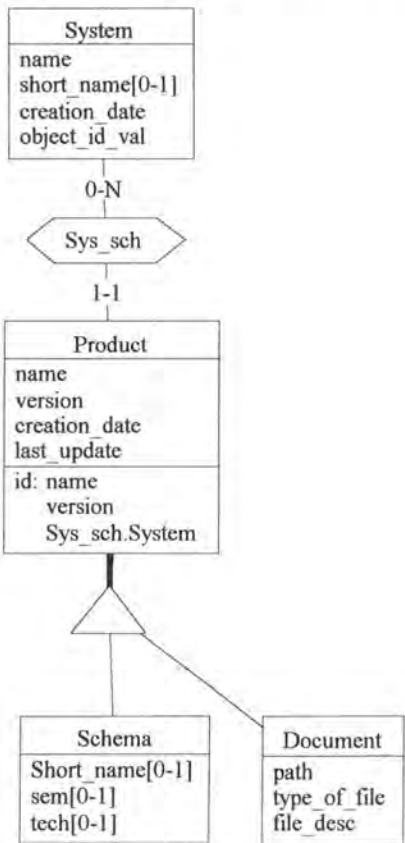 System
name
short_name[0-1]
creation_date
object_id_val
0-N
Sys_sch
1-1
Product
name
version
creation_date
last_update
id: name
version
Sys_sch.System
Schema
Short_name[0-1]
sem[0-1]
tech[0-1]
Document
path
type_of_file
file_desc